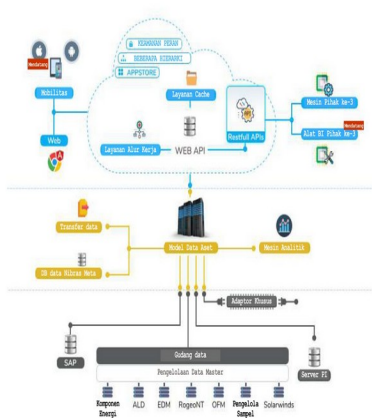 KEAMANAN PERAN
BEBERAPA HIERARKI
APPSTORE
Mendatang
Mobilitas
Web
Layanan Cache
Layanan Alur Kerja
WEB API
Restfull APIs
Mesin Pihak ke-3
Mendatang
Alat BI Pihak ke-3
Transfer data
Model Data Aset
Mesin Analitik
DB data Hibras Meta
Adaptor Khusus
SAP
Gudang data
Pengelolaan Data Master
Server PI
Komponen Energi
ALD
EDM
RogeoNT
OFM
Pengelola Sampel
Solarwinds